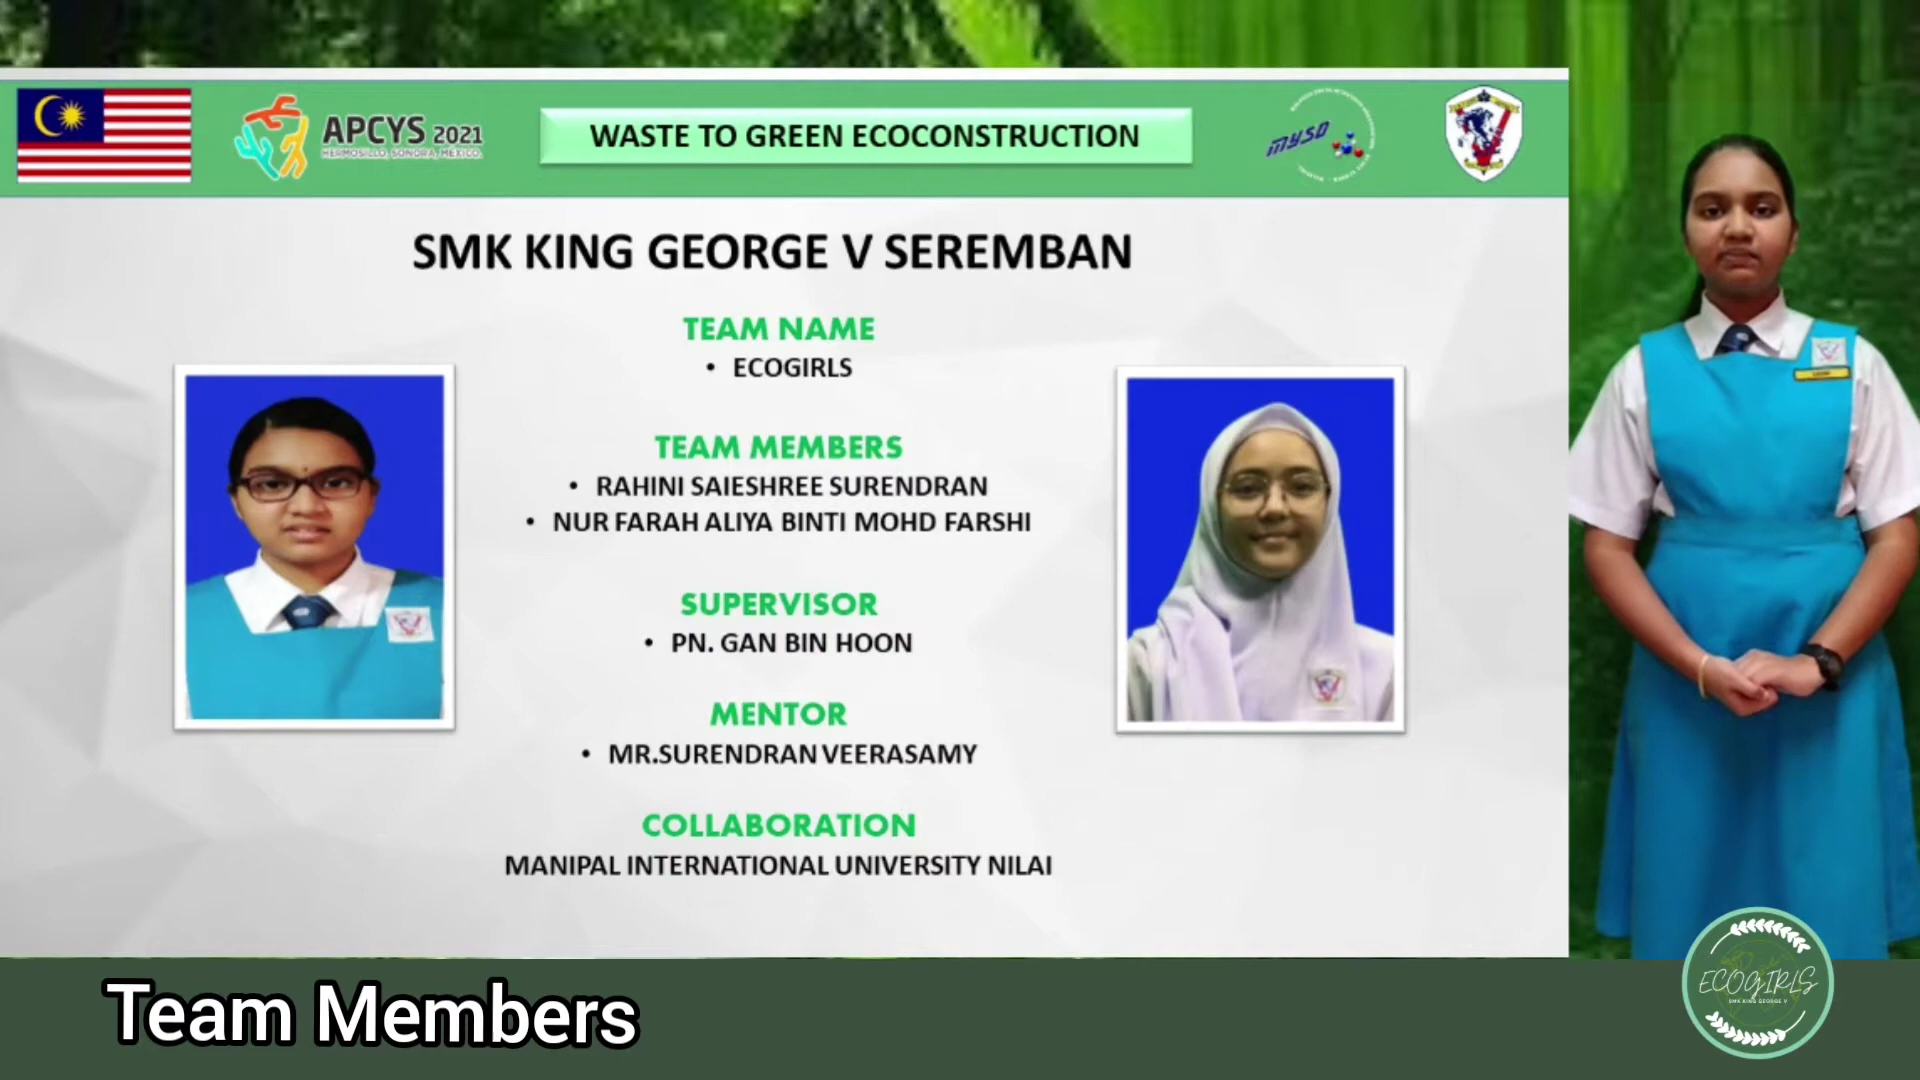 APCYS 2021
HERMOSILLO, SONORA, MEXICO.
WASTE TO GREEN ECOCONSTRUCTION
MYSO
SMK KING GEORGE V SEREMBAN
TEAM NAME
• ECOGIRLS
TEAM MEMBERS
• RAHINI SAIESHREE SURENDRAN
• NUR FARAH ALIYA BINTI MOHD FARSHI
SUPERVISOR
• PN. GAN BIN HOON
MENTOR
• MR.SURENDRAN VEERASAMY
COLLABORATION
MANIPAL INTERNATIONAL UNIVERSITY NILAI
Team Members
ECOGIRLS
SMK KING GEORGE V